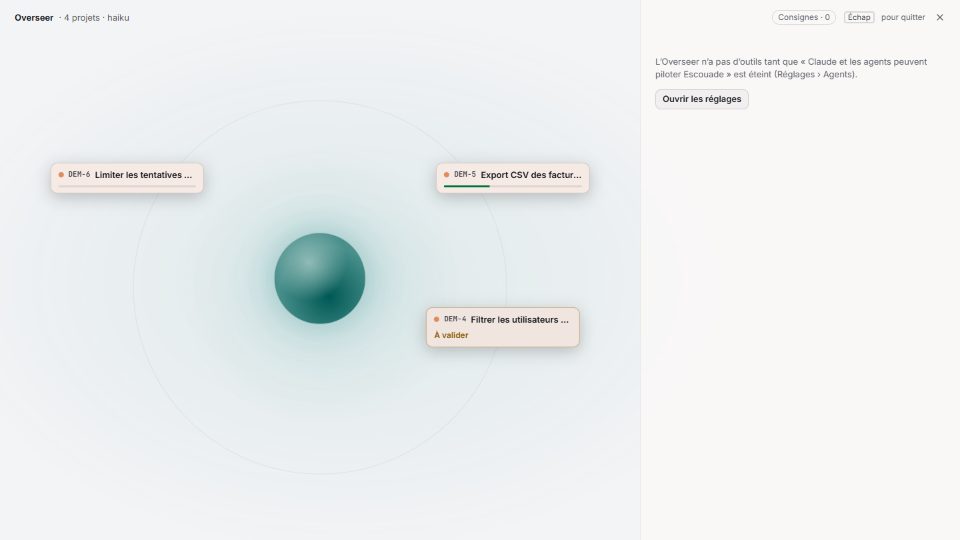 Overseer · 4 projets · haiku
Consignes · 0 Échap pour quitter ×
L'Overseer n'a pas d'outils tant que « Claude et les agents peuvent
piloter Escouade » est éteint (Réglages › Agents).
Ouvrir les réglages
DEM-6 Limiter les tentatives ...
DEM-5 Export CSV des factur...
DEM-4 Filtrer les utilisateurs ...
À valider